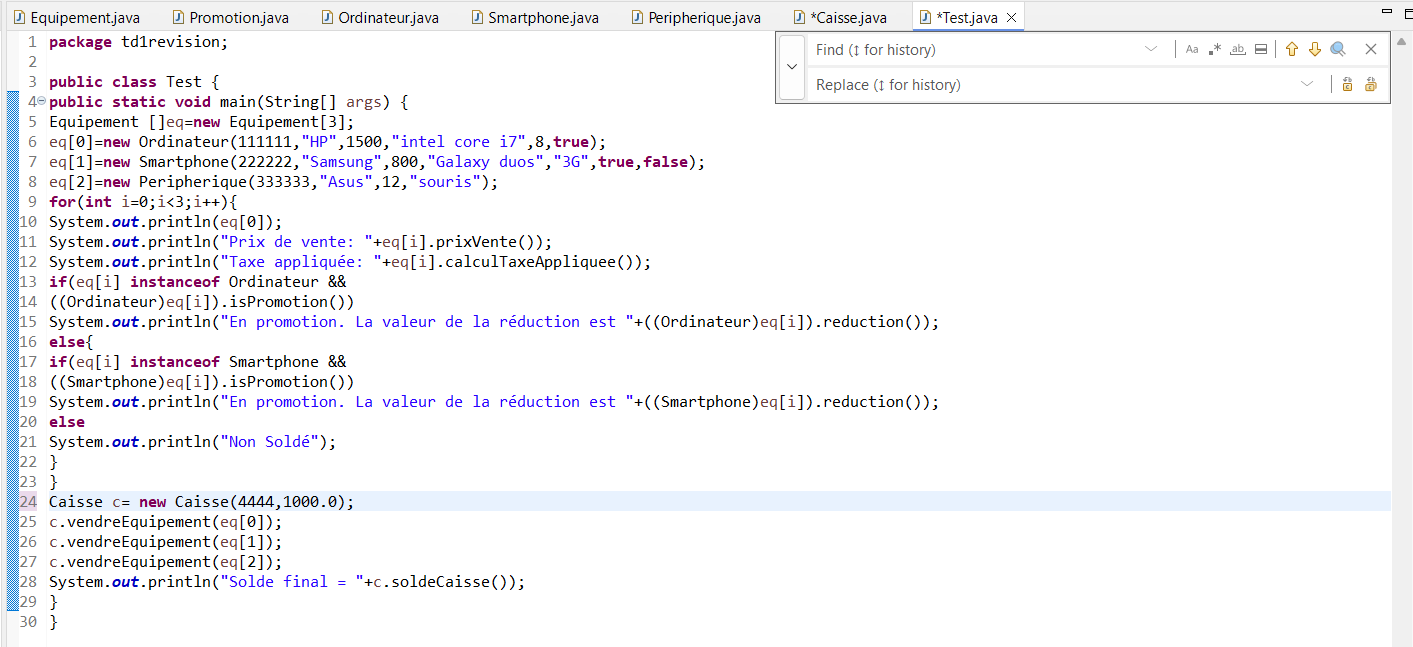 Equipement.java Promotion.java Ordinateur.java Smartphone.java Peripherique.java *Caisse.java *Test.java
Find (↕ for history) Aa .* ab
Replace (↕ for history)
1 package td1revision;
2
3 public class Test {
4 public static void main(String[] args) {
5 Equipement []eq=new Equipement[3];
6 eq[0]=new Ordinateur(111111,"HP",1500,"intel core i7",8,true);
7 eq[1]=new Smartphone(222222,"Samsung",800,"Galaxy duos","3G",true,false);
8 eq[2]=new Peripherique(333333,"Asus",12,"souris");
9 for(int i=0;i<3;i++){
10 System.out.println(eq[0]);
11 System.out.println("Prix de vente: "+eq[i].prixVente());
12 System.out.println("Taxe appliquée: "+eq[i].calculTaxeAppliquee());
13 if(eq[i] instanceof Ordinateur &&
14 ((Ordinateur)eq[i]).isPromotion())
15 System.out.println("En promotion. La valeur de la réduction est "+((Ordinateur)eq[i]).reduction());
16 else{
17 if(eq[i] instanceof Smartphone &&
18 ((Smartphone)eq[i]).isPromotion())
19 System.out.println("En promotion. La valeur de la réduction est "+((Smartphone)eq[i]).reduction());
20 else
21 System.out.println("Non Soldé");
22 }
23 }
24 Caisse c= new Caisse(4444,1000.0);
25 c.vendreEquipement(eq[0]);
26 c.vendreEquipement(eq[1]);
27 c.vendreEquipement(eq[2]);
28 System.out.println("Solde final = "+c.soldeCaisse());
29 }
30 }